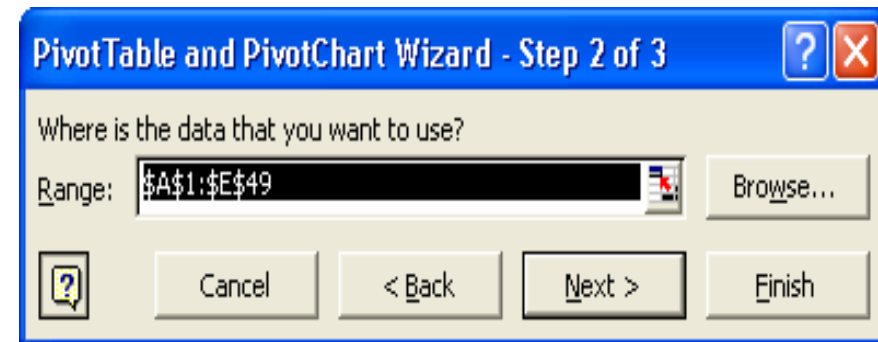 PivotTable and PivotChart Wizard - Step 2 of 3
Where is the data that you want to use?
Range: $A$1:$E$49 Browse...
Cancel < Back Next > Finish